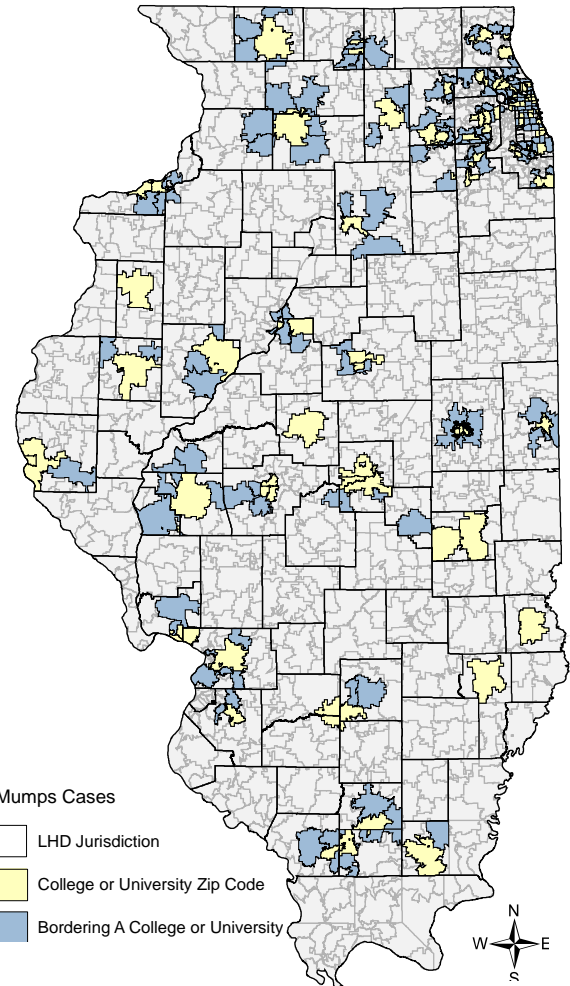 Mumps Cases
LHD Jurisdiction
College or University Zip Code
Bordering A College or University
N
W E
S